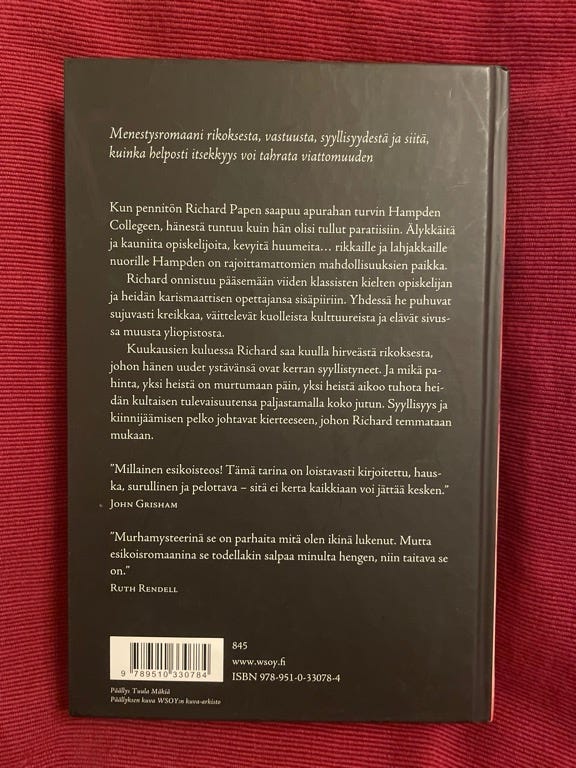 Menestysromaani rikoksesta, vastuusta, syyllisyydestä ja siitä,
kuinka helposti itsekkyys voi tahrata viattomuuden
Kun pennitön Richard Papen saapuu apurahan turvin Hampden
Collegeen, hänestä tuntuu kuin hän olisi tullut paratiisiin. Älykkäitä
ja kauniita opiskelijoita, kevyitä huumeita... rikkaille ja lahjakkaille
nuorille Hampden on rajoittamattomien mahdollisuuksien paikka.
Richard onnistuu pääsemään viiden klassisten kielten opiskelijan
ja heidän karismaattisen opettajansa sisäpiiriin. Yhdessä he puhuvat
sujuvasti kreikkaa, väittelevät kuolleista kulttuureista ja elävät sivus-
sa muusta yliopistosta.
Kuukausien kuluessa Richard saa kuulla hirveästä rikoksesta,
johon hänen uudet ystävänsä ovat kerran syyllistyneet. Ja mikä pa-
hinta, yksi heistä on murtumaan päin, yksi heistä aikoo tuhota hei-
dän kultaisen tulevaisuutensa paljastamalla koko jutun. Syyllisyys ja
kiinnijäämisen pelko johtavat kierteeseen, johon Richard temmataan
mukaan.
"Millainen esikoisteos! Tämä tarina on loistavasti kirjoitettu, haus-
ka, surullinen ja pelottava – sitä ei kerta kaikkiaan voi jättää kesken."
John Grisham
"Murhamysteerinä se on parhaita mitä olen ikinä lukenut. Mutta
esikoisromaanina se todellakin salpaa minulta hengen, niin taitava se
on."
Ruth Rendell
845
www.wsoy.fi
ISBN 978-951-0-33078-4
9 789510 330784
Päällys Tuula Mäkiä
Päällyksen kuva WSOY:n kuva-arkisto